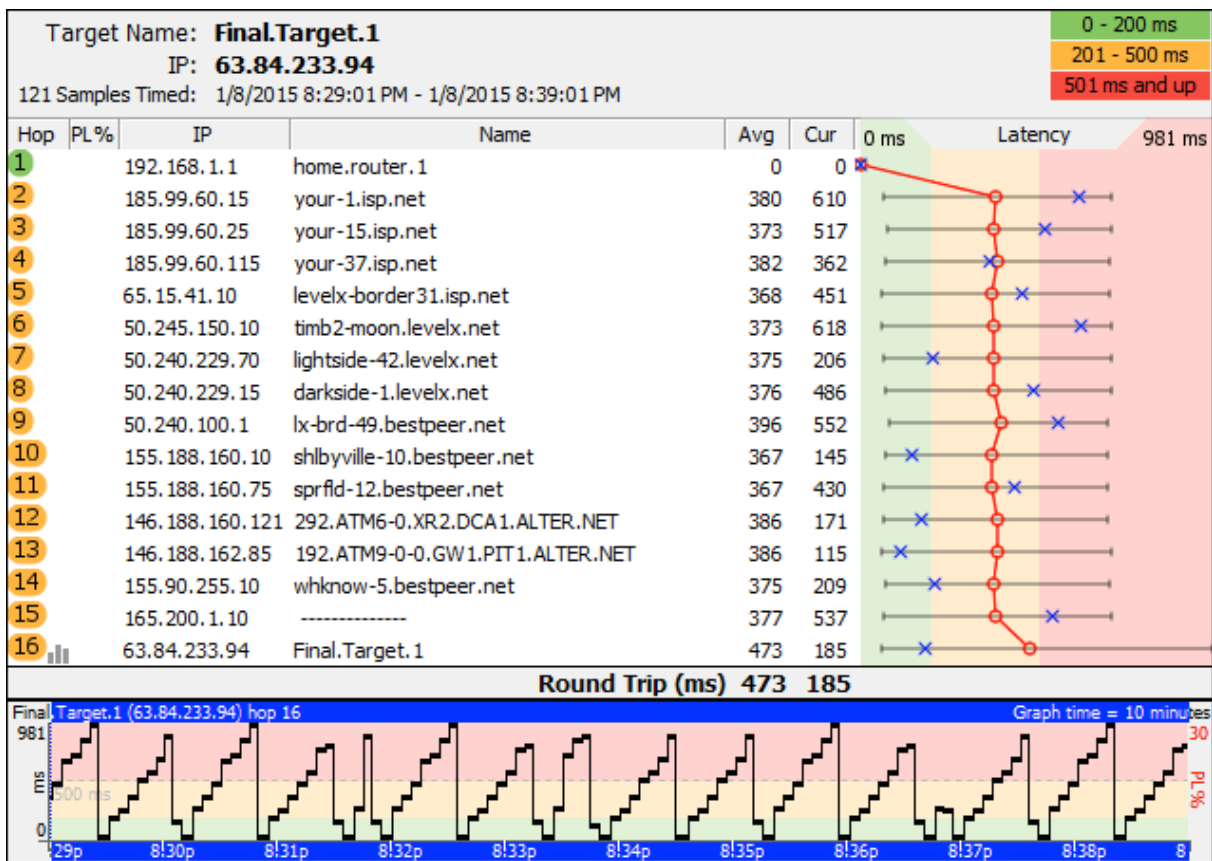 Target Name: Final.Target.1
IP: 63.84.233.94
121 Samples Timed: 1/8/2015 8:29:01 PM - 1/8/2015 8:39:01 PM
0 - 200 ms
201 - 500 ms
501 ms and up
Hop PL% IP Name Avg Cur 0 ms Latency 981 ms
1 192.168.1.1 home.router.1 0 0
2 185.99.60.15 your-1.isp.net 380 610
3 185.99.60.25 your-15.isp.net 373 517
4 185.99.60.115 your-37.isp.net 382 362
5 65.15.41.10 levelx-border31.isp.net 368 451
6 50.245.150.10 timb2-moon.levelx.net 373 618
7 50.240.229.70 lightside-42.levelx.net 375 206
8 50.240.229.15 darkside-1.levelx.net 376 486
9 50.240.100.1 lx-brd-49.bestpeer.net 396 552
10 155.188.160.10 shlbyville-10.bestpeer.net 367 145
11 155.188.160.75 sprfld-12.bestpeer.net 367 430
12 146.188.160.121 292.ATM6-0.XR2.DCA1.ALTER.NET 386 171
13 146.188.162.85 192.ATM9-0-0.GW1.PIT1.ALTER.NET 386 115
14 155.90.255.10 whknow-5.bestpeer.net 375 209
15 165.200.1.10 -------------- 377 537
16 63.84.233.94 Final.Target.1 473 185
Round Trip (ms) 473 185
Final.Target.1 (63.84.233.94) hop 16 Graph time = 10 minutes
981 30
ms PL%
500 ms
0
29p 8:30p 8:31p 8:32p 8:33p 8:34p 8:35p 8:36p 8:37p 8:38p 8